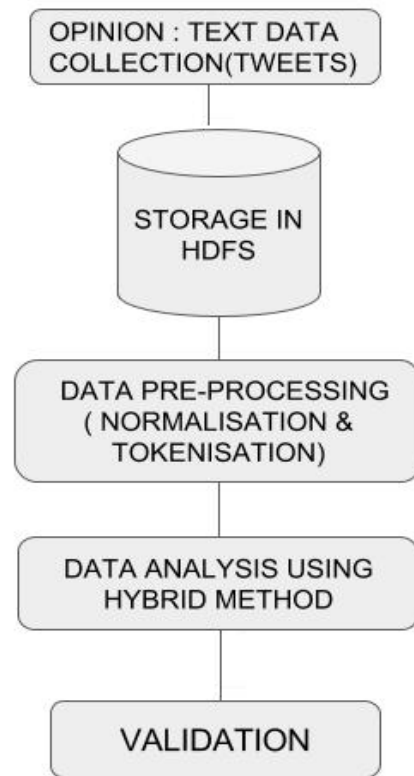 OPINION : TEXT DATA
COLLECTION(TWEETS)
STORAGE IN
HDFS
DATA PRE-PROCESSING
( NORMALISATION &
TOKENISATION)
DATA ANALYSIS USING
HYBRID METHOD
VALIDATION